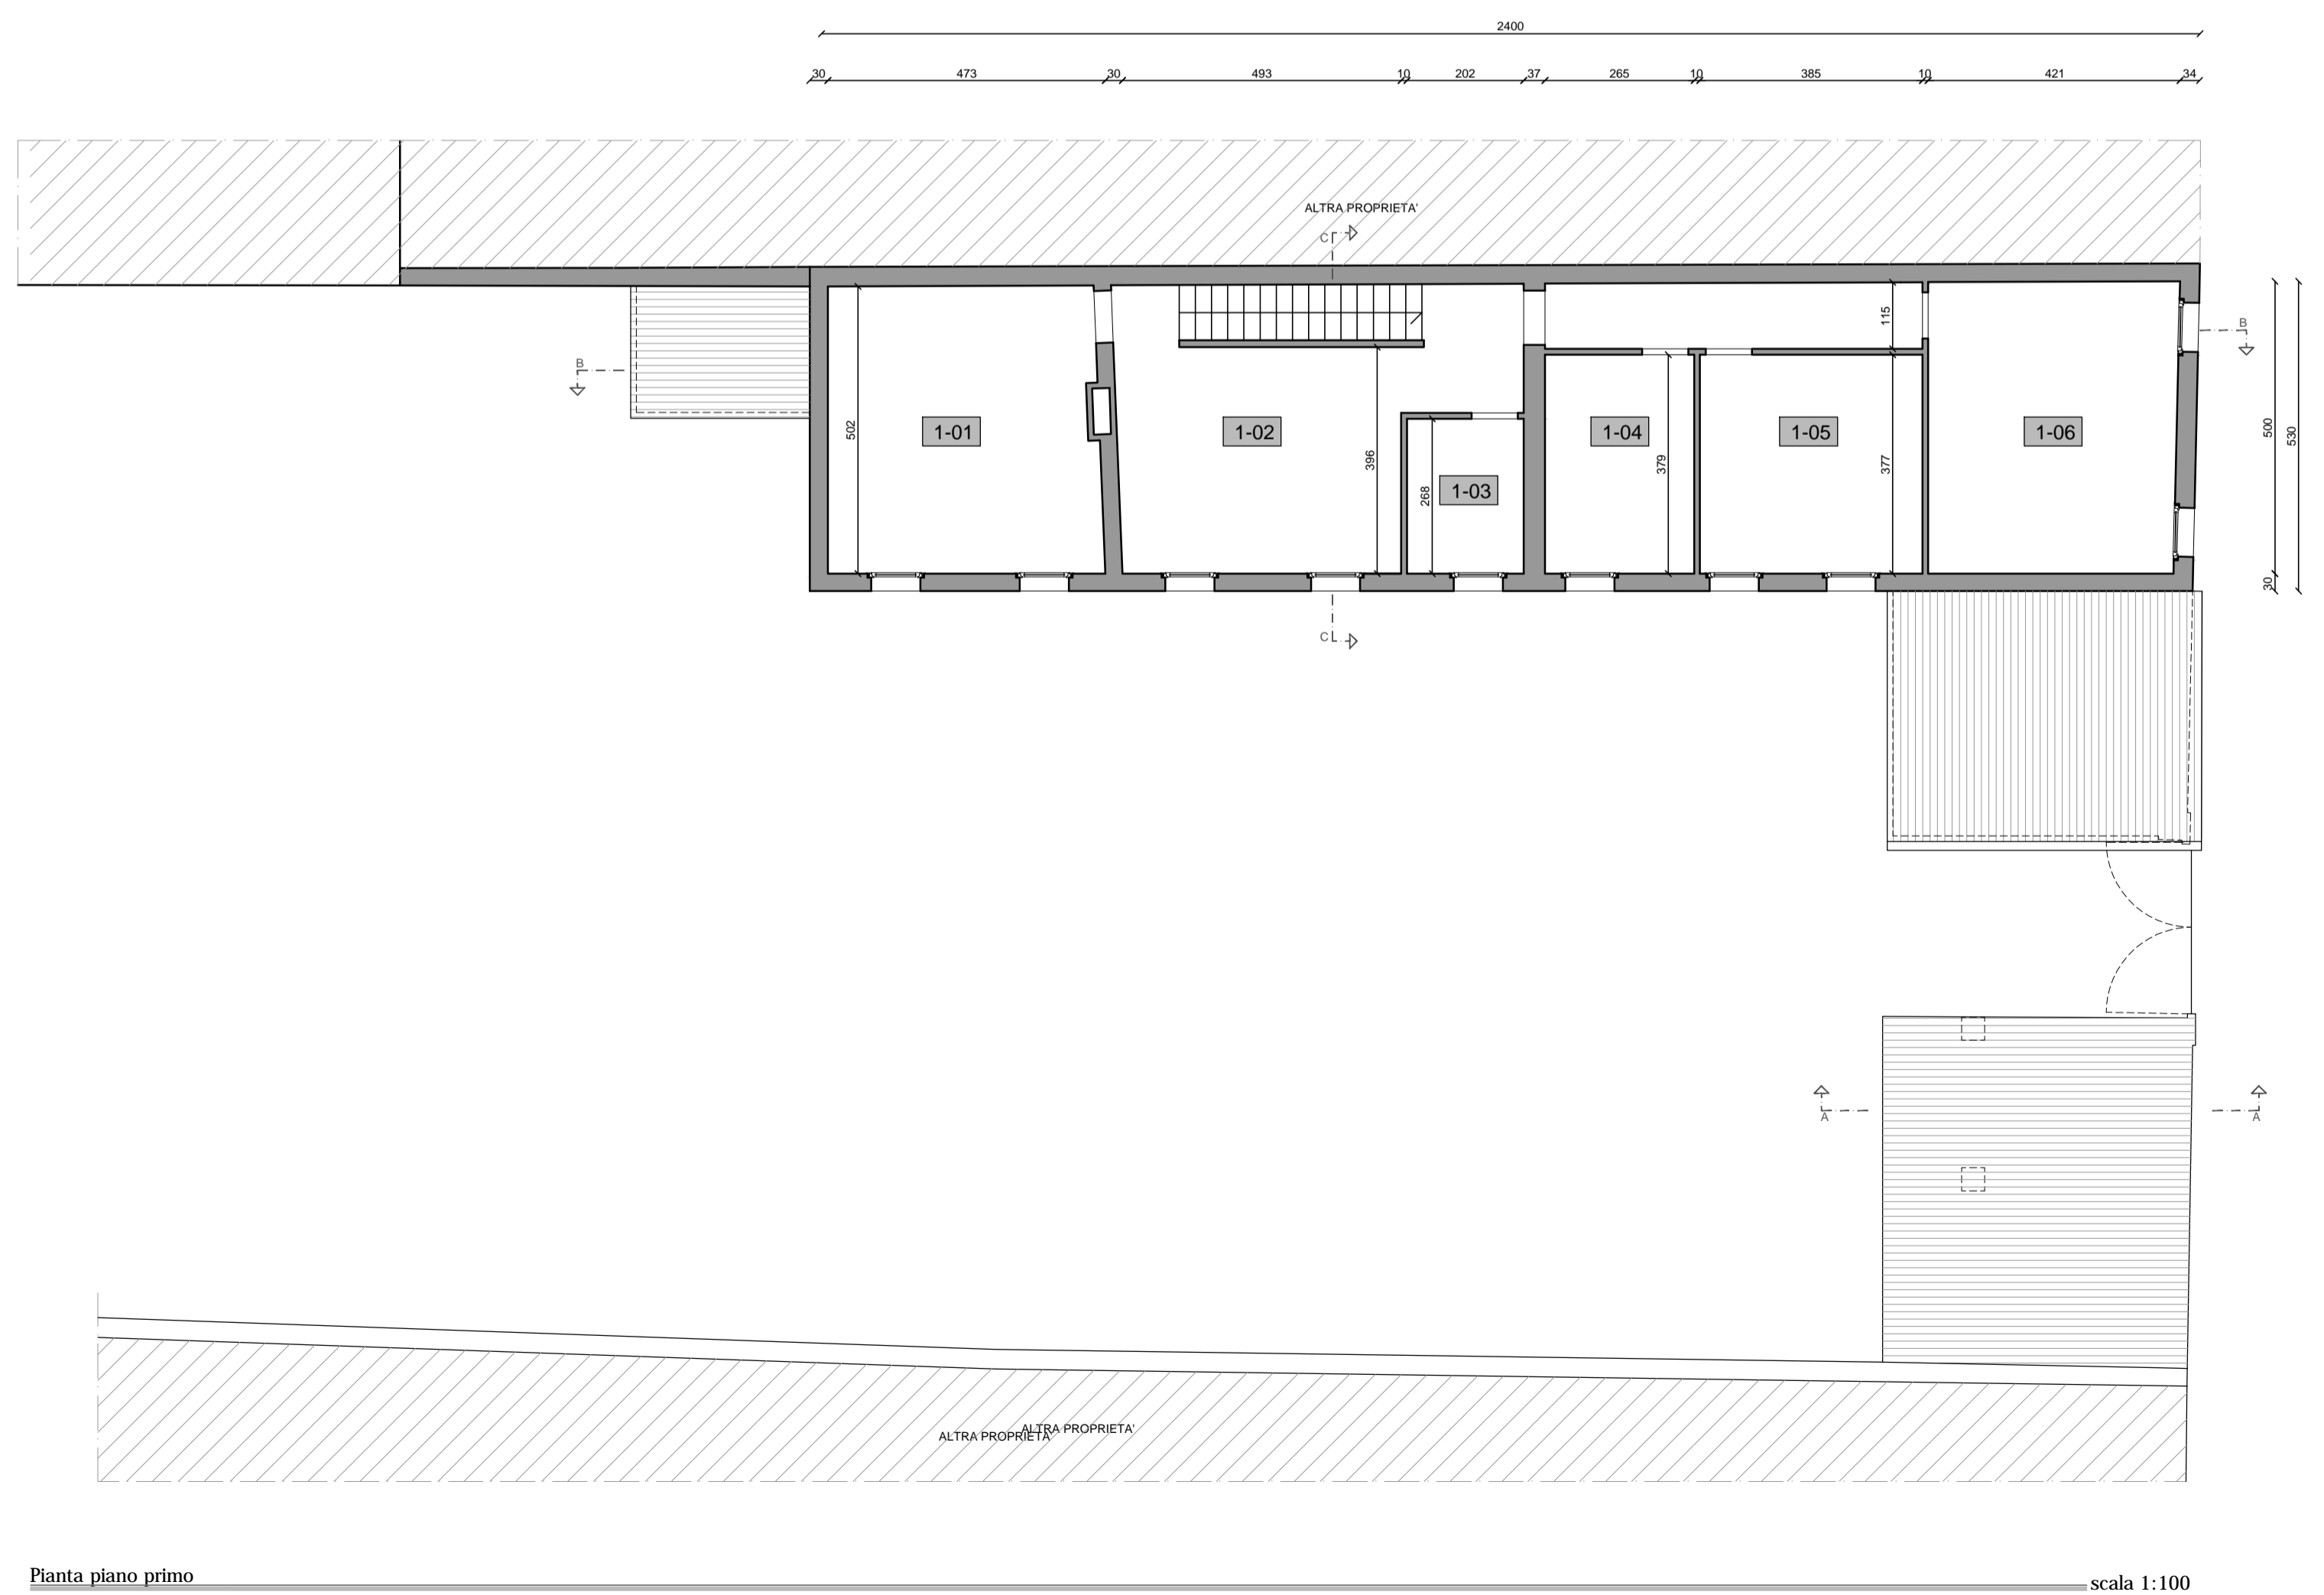 2400
30 473 30 493 10 202 37 265 10 385 10 421 34
ALTRA PROPRIETA'
C
B
115
B
502
1-01
1-02
396
268
1-03
1-04
379
1-05
377
1-06
500
530
30
C
A
A
ALTRA PROPRIETA'
ALTRA PROPRIETA'
Pianta piano primo
scala 1:100